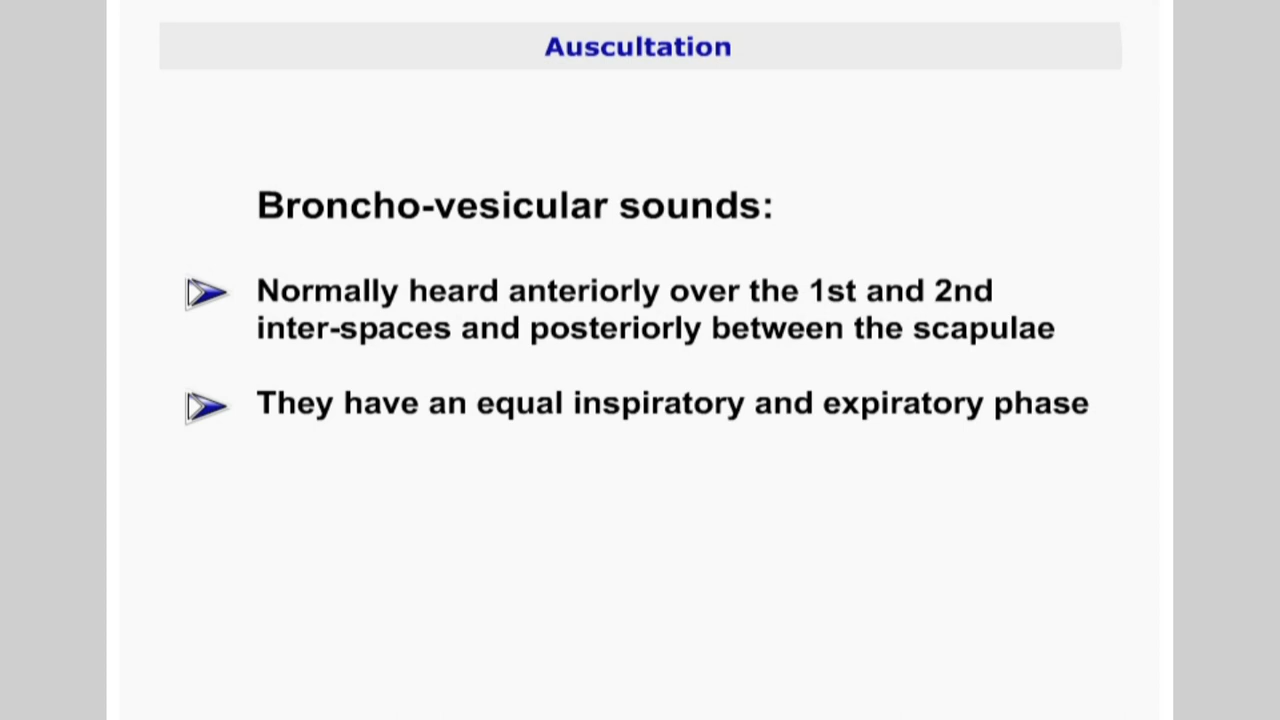 Auscultation
Broncho-vesicular sounds:
Normally heard anteriorly over the 1st and 2nd
inter-spaces and posteriorly between the scapulae
They have an equal inspiratory and expiratory phase